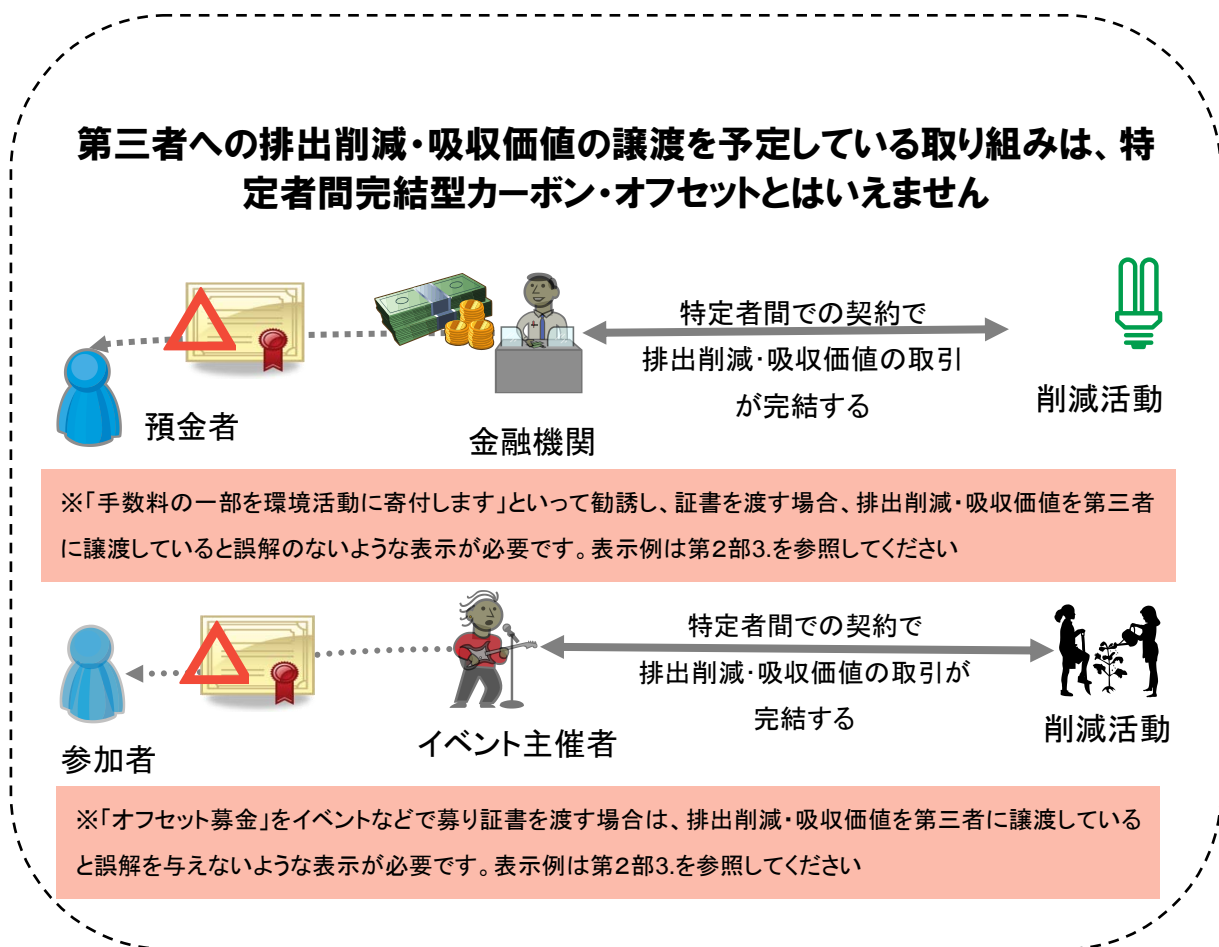 第三者への排出削減・吸収価値の譲渡を予定している取り組みは、特
定者間完結型カーボン・オフセットとはいえません
特定者間での契約で
排出削減・吸収価値の取引
が完結する
預金者
金融機関
削減活動
※「手数料の一部を環境活動に寄付します」といって勧誘し、証書を渡す場合、排出削減・吸収価値を第三者
に譲渡していると誤解のないような表示が必要です。表示例は第2部3.を参照してください
特定者間での契約で
排出削減・吸収価値の取引が
完結する
参加者
イベント主催者
削減活動
※「オフセット募金」をイベントなどで募り証書を渡す場合は、排出削減・吸収価値を第三者に譲渡している
と誤解を与えないような表示が必要です。表示例は第2部3.を参照してください